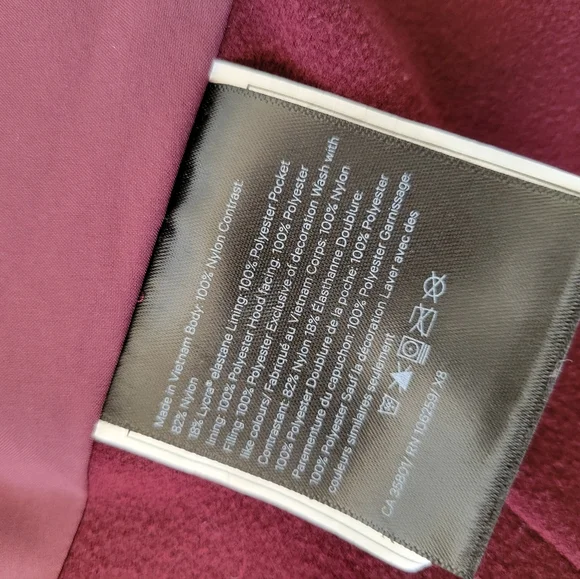 Made in Vietnam Body: 100% Nylon Contrast:
82% Nylon
18% Lycra® elastane Lining: 100% Polyester Pocket
lining: 100% Polyester Hood facing: 100% Polyester
Filling: 100% Polyester Exclusive of decoration Wash with
like colours/ Fabriqué au Vietnam Corps: 100% Nylon
Contrastant: 82% Nylon 18% Élasthanne Doublure:
100% Polyester Doublure de la poche: 100% Polyester
Parementure du capuchon: 100% Polyester Garnissage:
100% Polyester Sauf la décoration Laver avec des
couleurs similaires seulement
CA 35801/ RN 106259/ X8